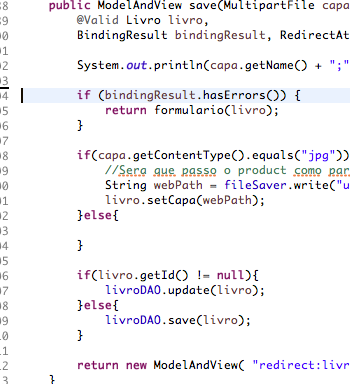 public ModelAndView save(MultipartFile capa
@Valid Livro livro,
BindingResult bindingResult, RedirectAt
System.out.println(capa.getName() + ";"
if (bindingResult.hasErrors()) {
return formulario(livro);
}
if(capa.getContentType().equals("jpg"))
//Sera que passo o product como par
String webPath = fileSaver.write("u
livro.setCapa(webPath);
}else{
}
if(livro.getId() != null){
livroDAO.update(livro);
}else{
livroDAO.save(livro);
}
return new ModelAndView( "redirect:livr
}